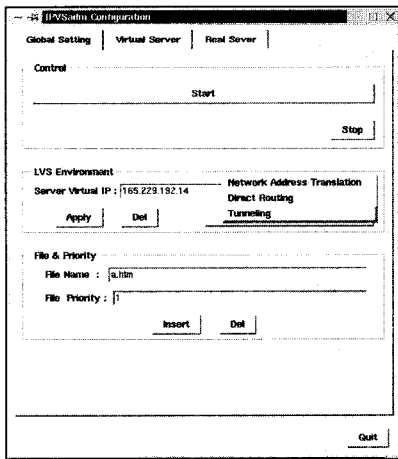 IPVSadm Configuration
Global Setting Virtual Server Real Sever
Control
Start
Stop
LVS Environmant
Server Virtual IP : 165.229.192.14
Network Address Translation
Direct Routing
Tunneling
Apply Del
File & Priority
File Name : a.htm
File Priority : 1
Insert Del
Quit